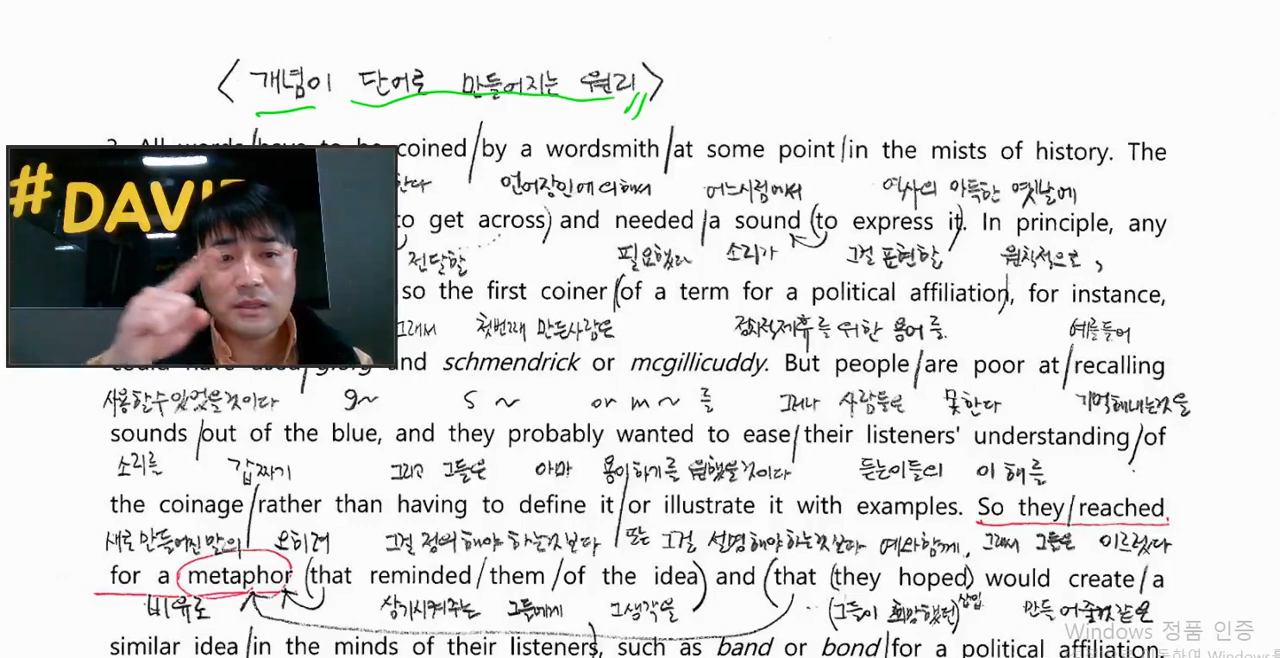 <개념이 단어로 만들어지는 원리>
All words have to be coined / by a wordsmith / at some point / in the mists of history. The
언어장인에 의해서 어느시점에서 역사의 아득한 옛날에
# DAVI
to get across) and needed / a sound (to express it). In principle, any
전달할 필요했다 소리가 그걸 표현할 원칙적으로,
so the first coiner (of a term for a political affiliation), for instance,
그래서 첫번째 만든사람은 정치적제휴를 위한 용어를 예를들어
could have used / glorg and schmendrick or mcgillicuddy. But people / are poor at / recalling
사용할수있었을것이다 g~ s ~ or m ~ 를 그러나 사람들은 못한다 기억해내는것을
sounds / out of the blue, and they probably wanted to ease / their listeners' understanding / of
소리를 갑짜기 그리고 그들은 아마 용이하기를 원했을것이다 듣는이들의 이해를
the coinage / rather than having to define it / or illustrate it with examples. So they / reached
새로만들어진말의 오히려 그걸 정의해야 하는것보다 또는 그걸 설명해야하는것보다 예와함께, 그래서 그들은 이르렀다
for a metaphor (that reminded / them / of the idea) and (that (they hoped) would create / a
비유로 상기시켜주는 그들에게 그생각을 (그들이 희망했던) 삽입 만들어줄것같은
similar idea / in the minds of their listeners), such as band or bond / for a political affiliation.
Windows 정품 인증